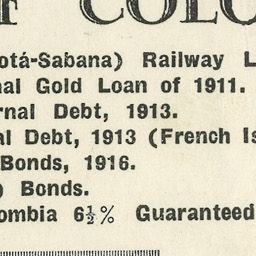 COLO
otá-Sabana) Railway L
nal Gold Loan of 1911.
rnal Debt, 1913.
al Debt, 1913 (French Is
Bonds, 1916.
) Bonds.
ombia 6½% Guaranteed